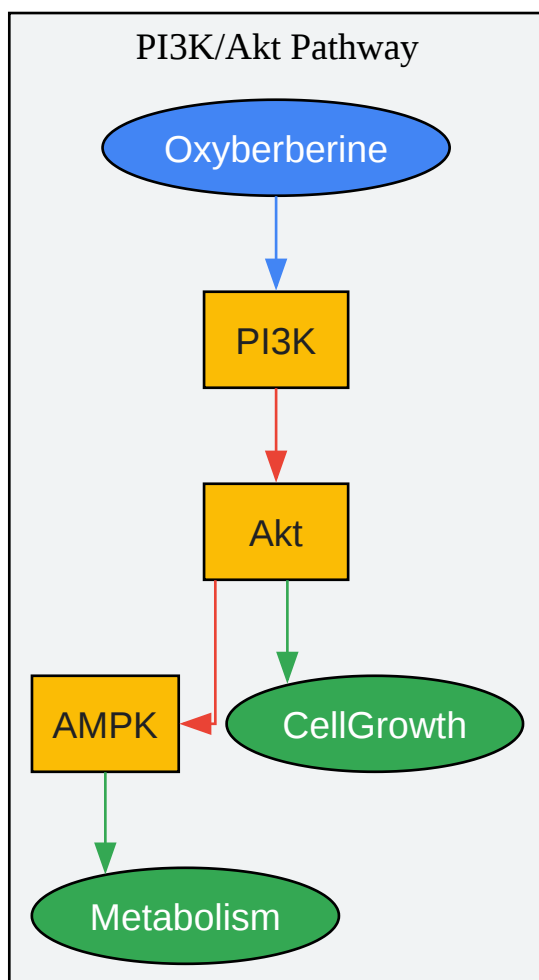 PI3K/Akt Pathway
Oxyberberine
PI3K
Akt
AMPK
CellGrowth
Metabolism